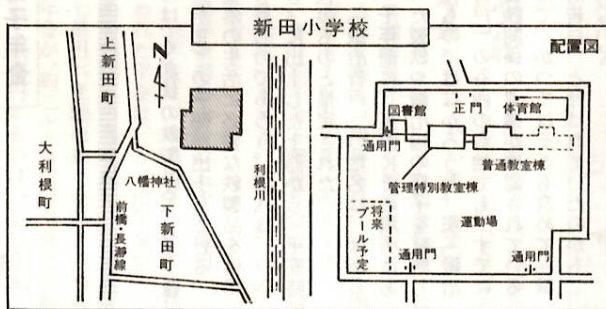 新田小学校
配置図
N
上新田町
大利根町
八幡神社
前橋・長瀞線
下新田町
利根川
図書館
正門
体育館
通用門
普通教室棟
管理特別教室棟
運動場
将来
プール予定
通用門
通用門